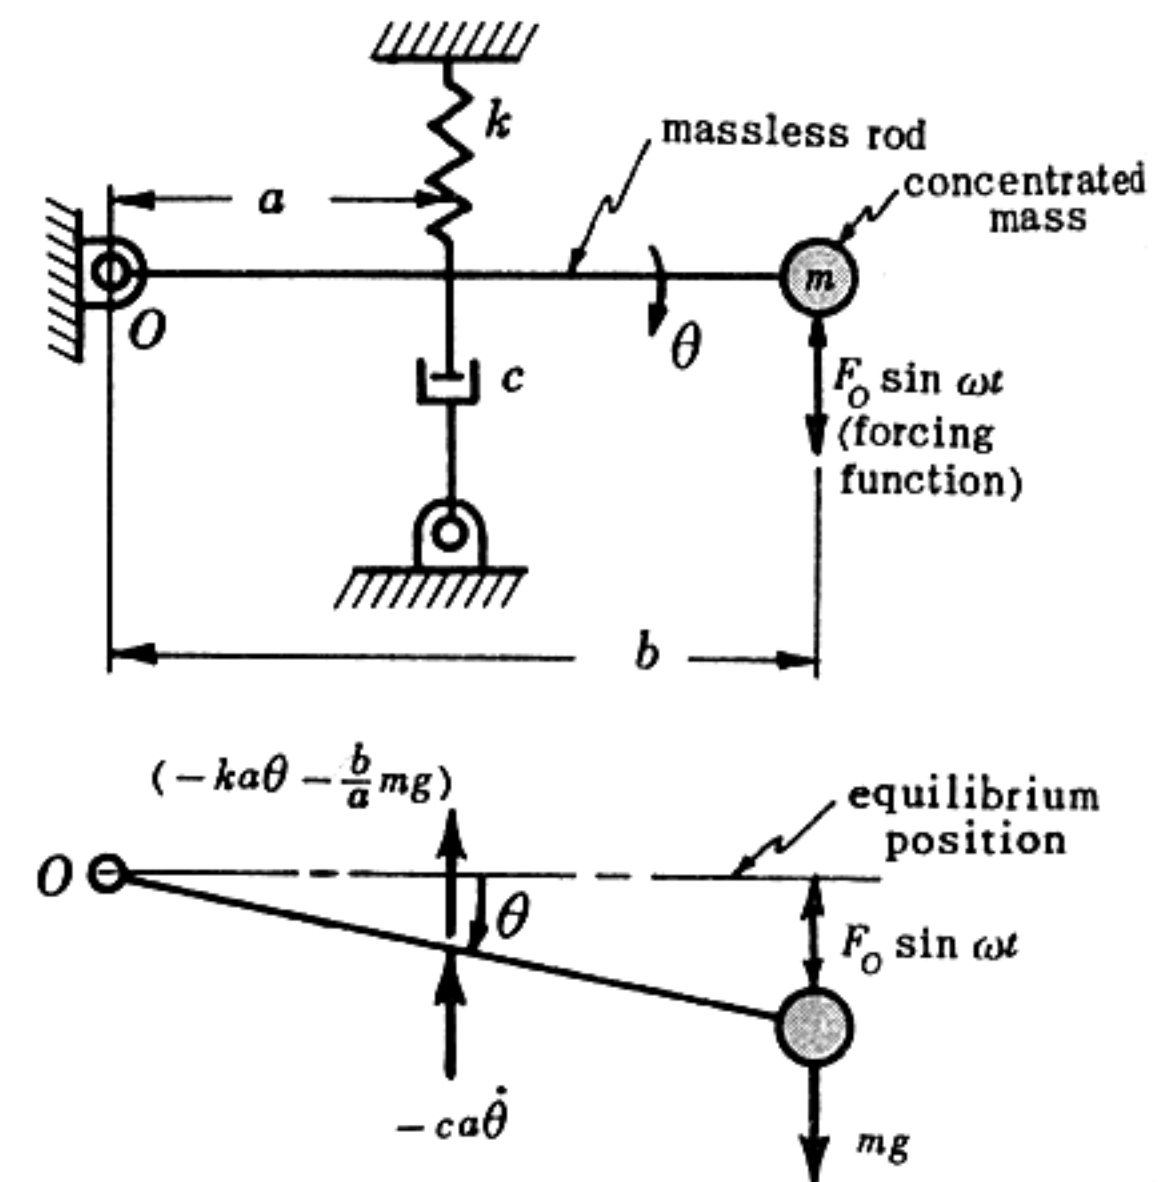 k
massless rod
a
concentrated
mass
m
O
θ
F_O sin ωt
c
(forcing
function)
b
(−kaθ − b/a mg)
equilibrium
position
O
θ
F_O sin ωt
−caθ̇
mg